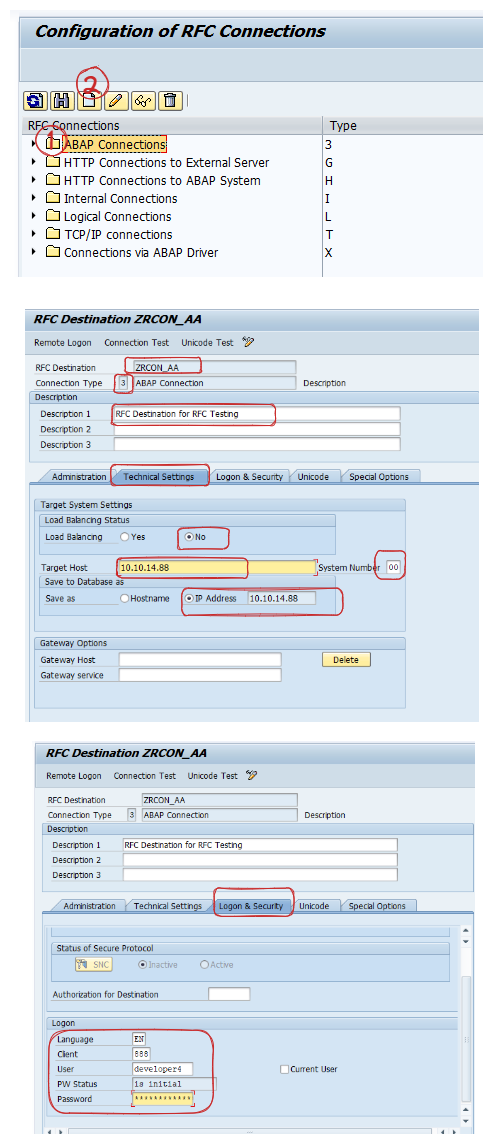 Configuration of RFC Connections
2
RFC Connections Type
1
ABAP Connections 3
HTTP Connections to External Server G
HTTP Connections to ABAP System H
Internal Connections I
Logical Connections L
TCP/IP connections T
Connections via ABAP Driver X
RFC Destination ZRCON_AA
Remote Logon Connection Test Unicode Test
RFC Destination ZRCON_AA
Connection Type 3 ABAP Connection Description
Description
Description 1 RFC Destination for RFC Testing
Description 2
Description 3
Administration Technical Settings Logon & Security Unicode Special Options
Target System Settings
Load Balancing Status
Load Balancing Yes No
Target Host 10.10.14.88 System Number 00
Save to Database as
Save as Hostname IP Address 10.10.14.88
Gateway Options
Gateway Host Delete
Gateway service
RFC Destination ZRCON_AA
Remote Logon Connection Test Unicode Test
RFC Destination ZRCON_AA
Connection Type 3 ABAP Connection Description
Description
Description 1 RFC Destination for RFC Testing
Description 2
Description 3
Administration Technical Settings Logon & Security Unicode Special Options
Status of Secure Protocol
SNC Inactive Active
Authorization for Destination
Logon
Language EN
Client 888
User developer4 Current User
PW Status is initial
Password ************